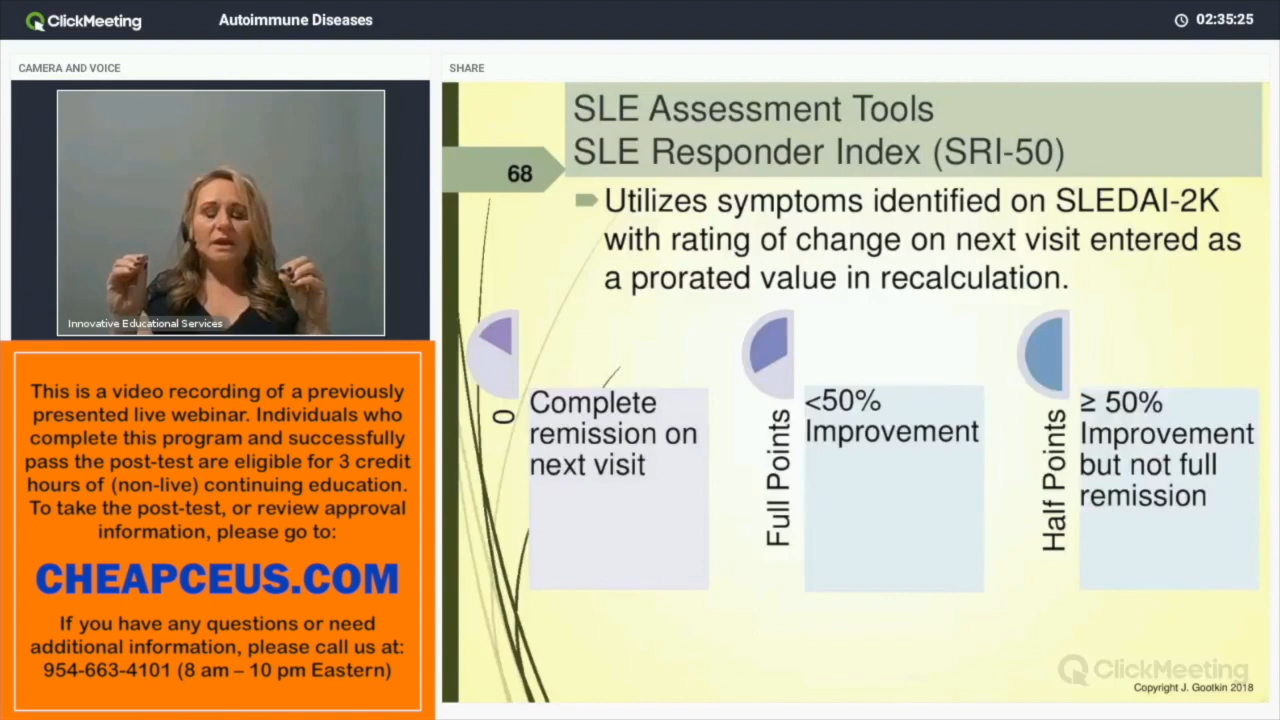 ClickMeeting
Autoimmune Diseases
02:35:25
CAMERA AND VOICE
SHARE
Innovative Educational Services
This is a video recording of a previously
presented live webinar. Individuals who
complete this program and successfully
pass the post-test are eligible for 3 credit
hours of (non-live) continuing education.
To take the post-test, or review approval
information, please go to:
CHEAPCEUS.COM
If you have any questions or need
additional information, please call us at:
954-663-4101 (8 am – 10 pm Eastern)
SLE Assessment Tools
SLE Responder Index (SRI-50)
68
Utilizes symptoms identified on SLEDAI-2K
with rating of change on next visit entered as
a prorated value in recalculation.
0
Complete
remission on
next visit
Full Points
<50%
Improvement
Half Points
≥ 50%
Improvement
but not full
remission
ClickMeeting
Copyright J. Gootkin 2018